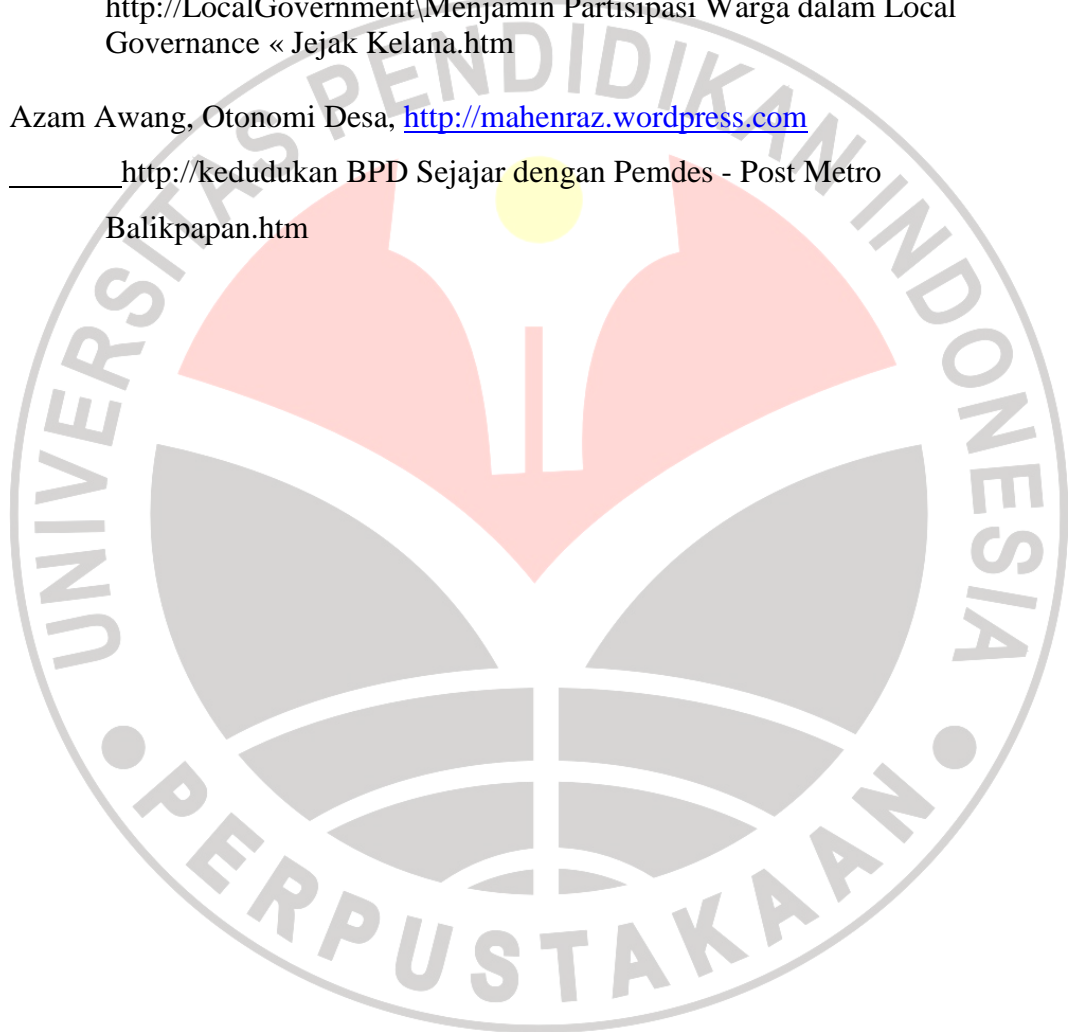 http://LocalGovernment\Menjamin Partisipasi Warga dalam Local
Governance « Jejak Kelana.htm
Azam Awang, Otonomi Desa, http://mahenraz.wordpress.com
_______http://kedudukan BPD Sejajar dengan Pemdes - Post Metro
Balikpapan.htm
UNIVERSITAS PENDIDIKAN INDONESIA
PERPUSTAKAAN